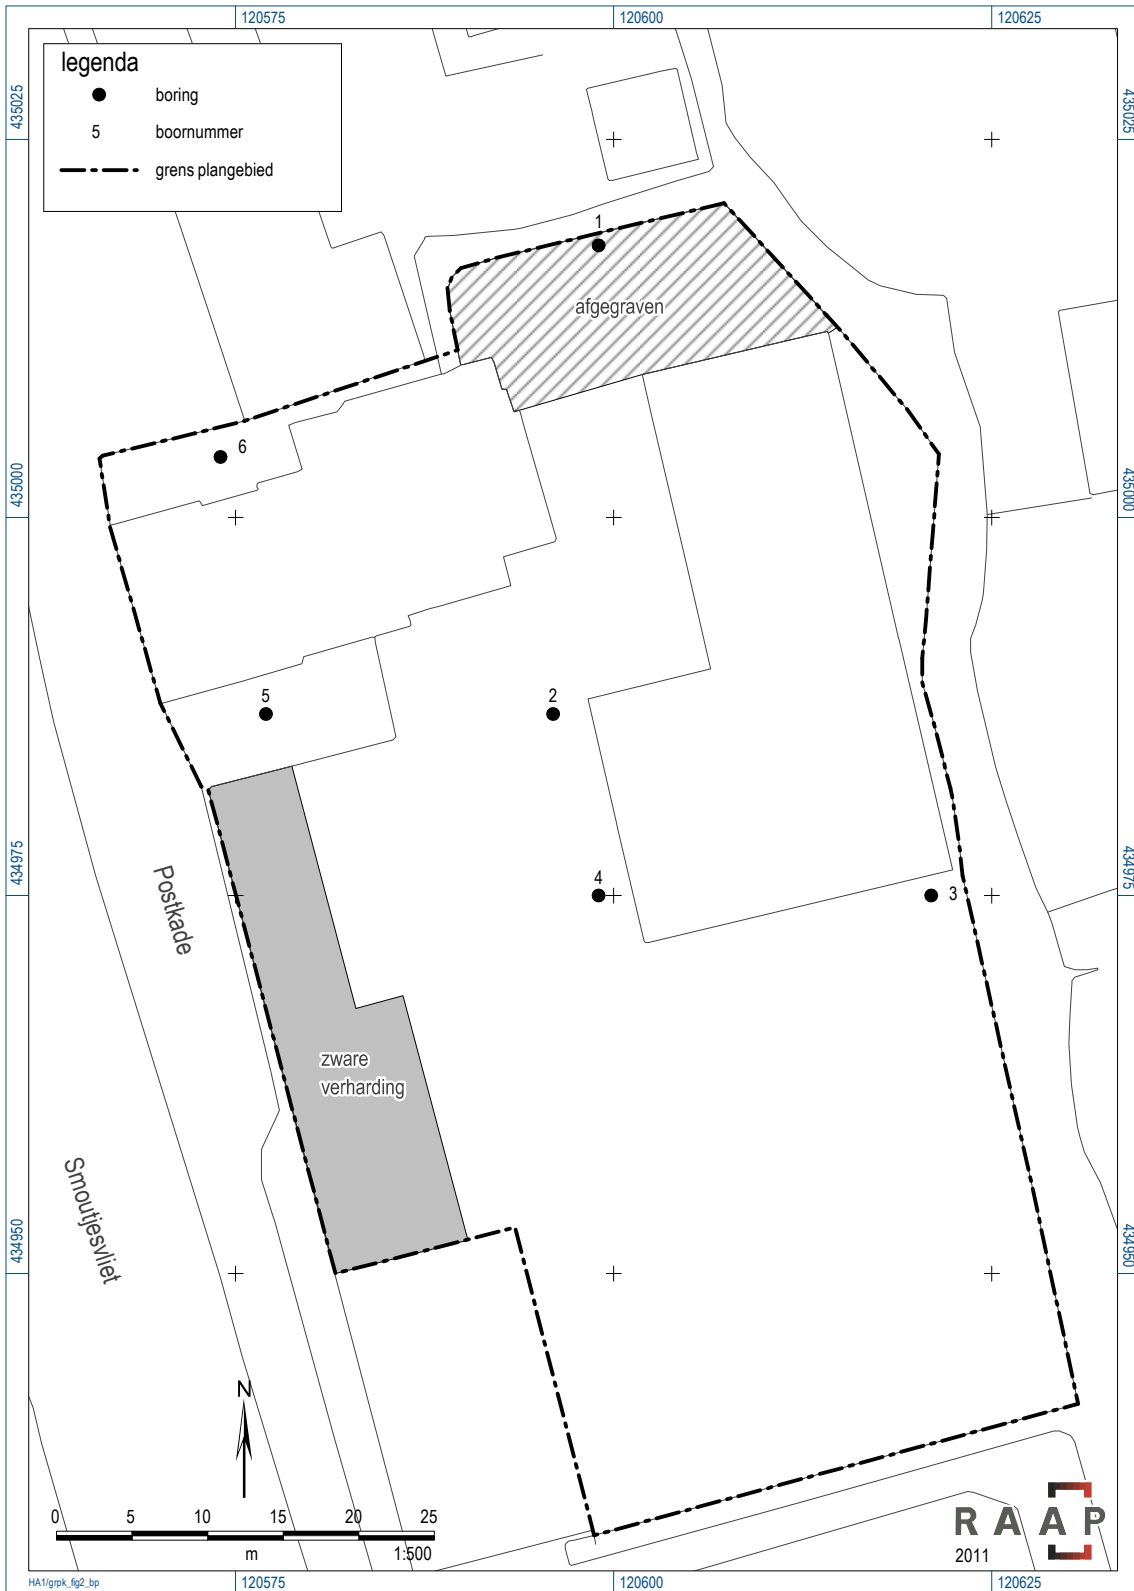 120575
120600
120625
legenda
boring
5 boornummer
grens plangebied
435025
435025
1
afgegraven
6
435000
435000
5
2
4
3
434975
434975
Postkade
zware
verharding
Smoutjesvliet
434950
434950
N
0 5 10 15 20 25
m 1:500
RAAP
2011
HA1/grpk_fig2_bp
120575
120600
120625